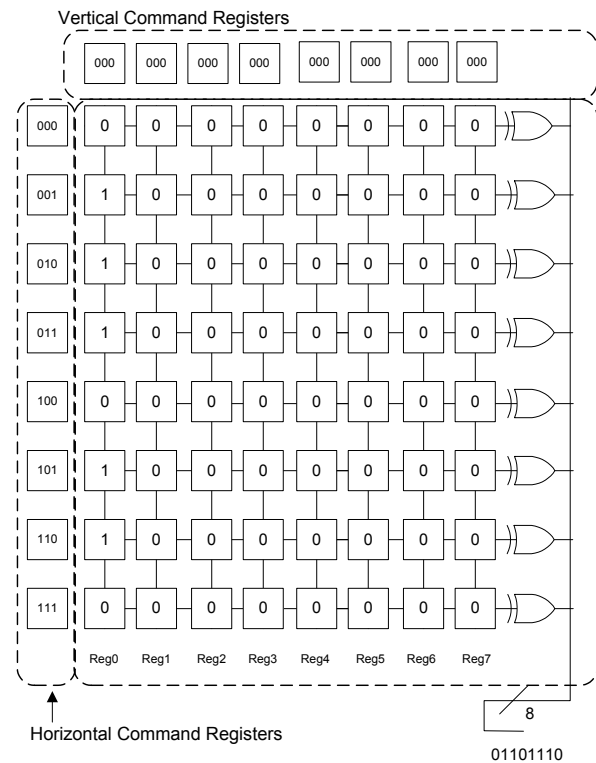 Vertical Command Registers
000 000 000 000 000 000 000 000
000 0 0 0 0 0 0 0 0
001 1 0 0 0 0 0 0 0
010 1 0 0 0 0 0 0 0
011 1 0 0 0 0 0 0 0
100 0 0 0 0 0 0 0 0
101 1 0 0 0 0 0 0 0
110 1 0 0 0 0 0 0 0
111 0 0 0 0 0 0 0 0
Reg0 Reg1 Reg2 Reg3 Reg4 Reg5 Reg6 Reg7
8
Horizontal Command Registers
01101110